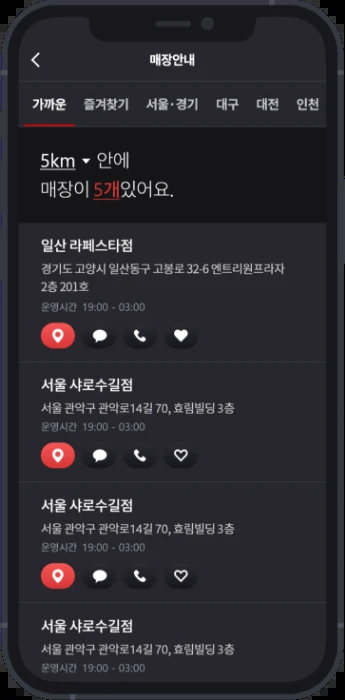 매장안내
가까운 즐겨찾기 서울·경기 대구 대전 인천
5km 안에
매장이 5개있어요.
일산 라페스타점
경기도 고양시 일산동구 고봉로 32-6 엔트리원프라자
2층 201호
운영시간 19:00 - 03:00
서울 샤로수길점
서울 관악구 관악로14길 70, 효림빌딩 3층
운영시간 19:00 - 03:00
서울 샤로수길점
서울 관악구 관악로14길 70, 효림빌딩 3층
운영시간 19:00 - 03:00
서울 샤로수길점
서울 관악구 관악로14길 70, 효림빌딩 3층
운영시간 19:00 - 03:00